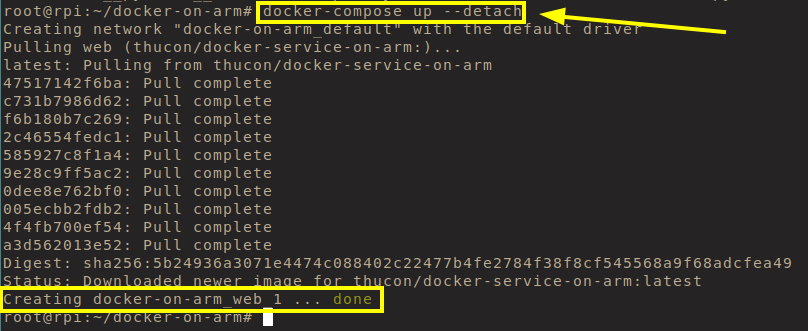 root@rpi:~/docker-on-arm# docker-compose up --detach
Creating network "docker-on-arm_default" with the default driver
Pulling web (thucon/docker-service-on-arm:)...
latest: Pulling from thucon/docker-service-on-arm
47517142f6ba: Pull complete
c731b7986d62: Pull complete
f6b180b7c269: Pull complete
2c46554fedc1: Pull complete
585927c8f1a4: Pull complete
9e28c9ff5ac2: Pull complete
0dee8e762bf0: Pull complete
005ecbb2fdb2: Pull complete
4f4fb700ef54: Pull complete
a3d562013e52: Pull complete
Digest: sha256:5b24936a3071e4474c088402c22477b4fe2784f38f8cf545568a9f68adcfea49
Status: Downloaded newer image for thucon/docker-service-on-arm:latest
Creating docker-on-arm_web_1 ... done
root@rpi:~/docker-on-arm#